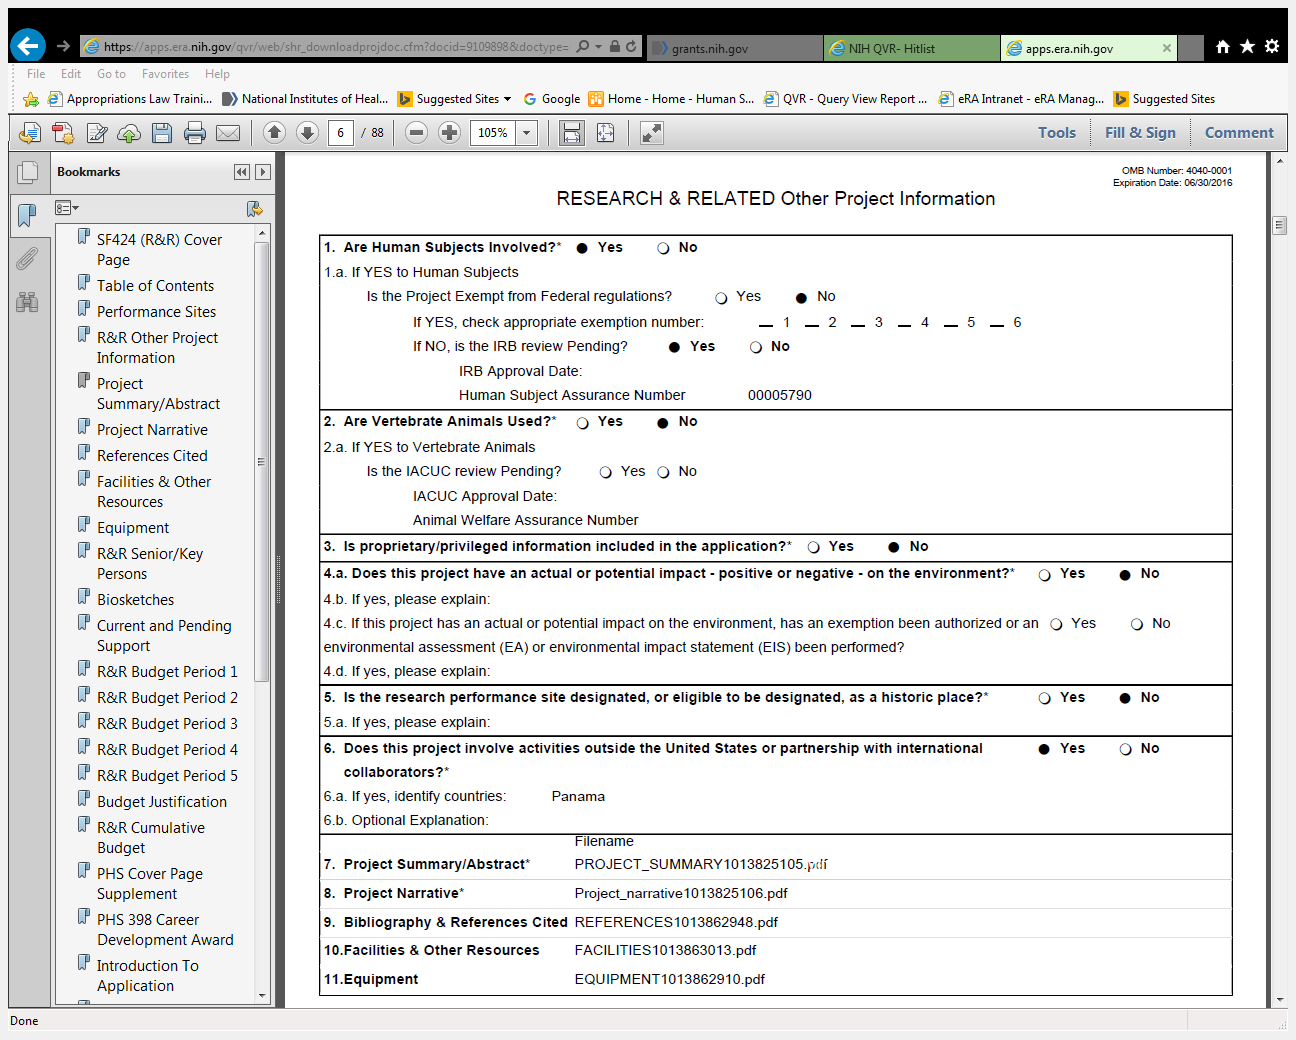 https://apps.era.nih.gov/qvr/web/shr_downloadprojdoc.cfm?docid=9109898&doctype=
grants.nih.gov
NIH QVR- Hitlist
apps.era.nih.gov
File Edit Go to Favorites Help
Appropriations Law Traini...
National Institutes of Heal...
Suggested Sites
Google
Home - Home - Human S...
QVR - Query View Report ...
eRA Intranet - eRA Manag...
Suggested Sites
6 / 88
105%
Tools Fill & Sign Comment
Bookmarks
SF424 (R&R) Cover
Page
Table of Contents
Performance Sites
R&R Other Project
Information
Project
Summary/Abstract
Project Narrative
References Cited
Facilities & Other
Resources
Equipment
R&R Senior/Key
Persons
Biosketches
Current and Pending
Support
R&R Budget Period 1
R&R Budget Period 2
R&R Budget Period 3
R&R Budget Period 4
R&R Budget Period 5
Budget Justification
R&R Cumulative
Budget
PHS Cover Page
Supplement
PHS 398 Career
Development Award
Introduction To
Application
OMB Number: 4040-0001
Expiration Date: 06/30/2016
RESEARCH & RELATED Other Project Information
1. Are Human Subjects Involved?* Yes No
1.a. If YES to Human Subjects
Is the Project Exempt from Federal regulations? Yes No
If YES, check appropriate exemption number: 1 2 3 4 5 6
If NO, is the IRB review Pending? Yes No
IRB Approval Date:
Human Subject Assurance Number 00005790
2. Are Vertebrate Animals Used?* Yes No
2.a. If YES to Vertebrate Animals
Is the IACUC review Pending? Yes No
IACUC Approval Date:
Animal Welfare Assurance Number
3. Is proprietary/privileged information included in the application?* Yes No
4.a. Does this project have an actual or potential impact - positive or negative - on the environment?* Yes No
4.b. If yes, please explain:
4.c. If this project has an actual or potential impact on the environment, has an exemption been authorized or an Yes No
environmental assessment (EA) or environmental impact statement (EIS) been performed?
4.d. If yes, please explain:
5. Is the research performance site designated, or eligible to be designated, as a historic place?* Yes No
5.a. If yes, please explain:
6. Does this project involve activities outside the United States or partnership with international Yes No
collaborators?*
6.a. If yes, identify countries: Panama
6.b. Optional Explanation:
Filename
7. Project Summary/Abstract* PROJECT_SUMMARY1013825105.pdf
8. Project Narrative* Project_narrative1013825106.pdf
9. Bibliography & References Cited REFERENCES1013862948.pdf
10.Facilities & Other Resources FACILITIES1013863013.pdf
11.Equipment EQUIPMENT1013862910.pdf
Done